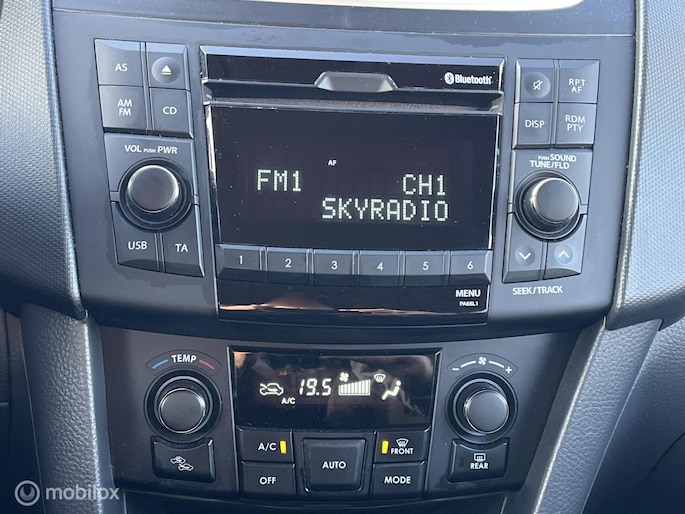 AS
Bluetooth
RPT
AF
AM
FM
CD
DISP
RDM
PTY
VOL PUSH PWR
PUSH SOUND
TUNE/FLD
AF
FM1 CH1
SKYRADIO
USB
TA
1 2 3 4 5 6
MENU
PA66L1
SEEK/TRACK
TEMP
A/C
19.5
- +
A/C
AUTO
FRONT
OFF
MODE
REAR
mobilox